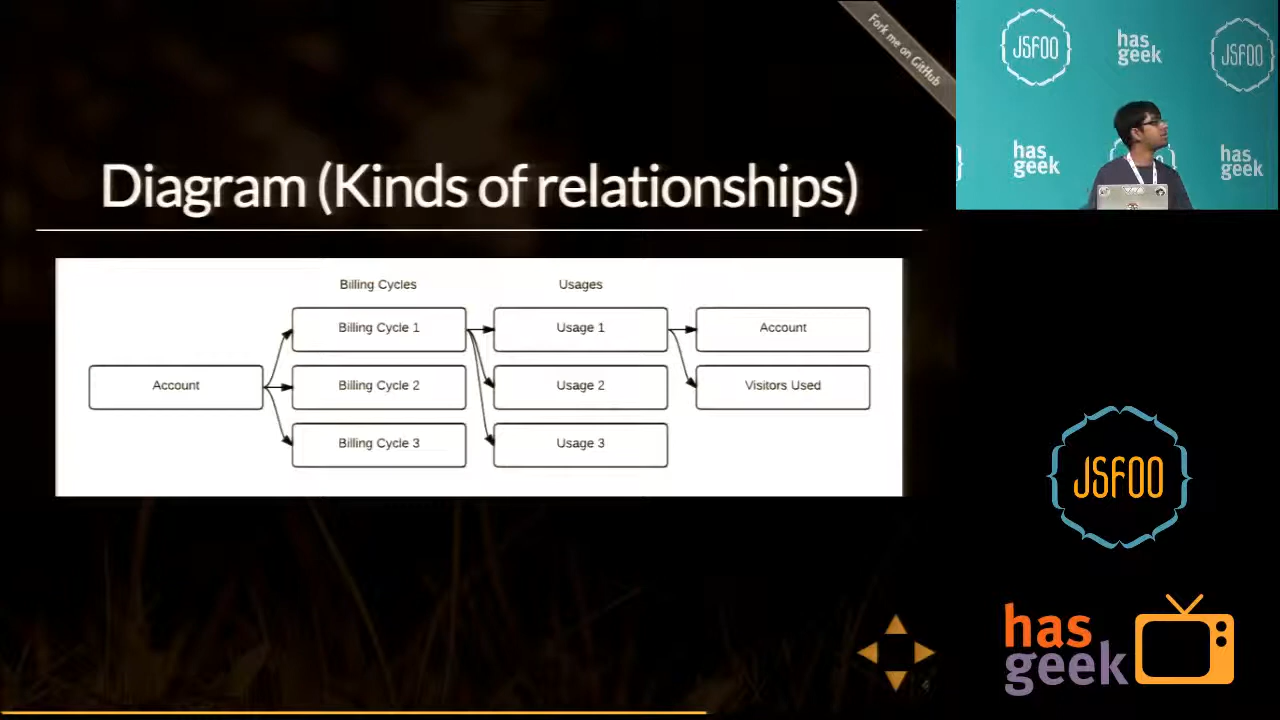 Fork me on GitHub
Diagram (Kinds of relationships)
Billing Cycles
Usages
Billing Cycle 1
Usage 1
Account
Account
Billing Cycle 2
Usage 2
Visitors Used
Billing Cycle 3
Usage 3
JSFOO
has
geek
JSFOO
has
geek
has
geek
JSFOO
has
geek